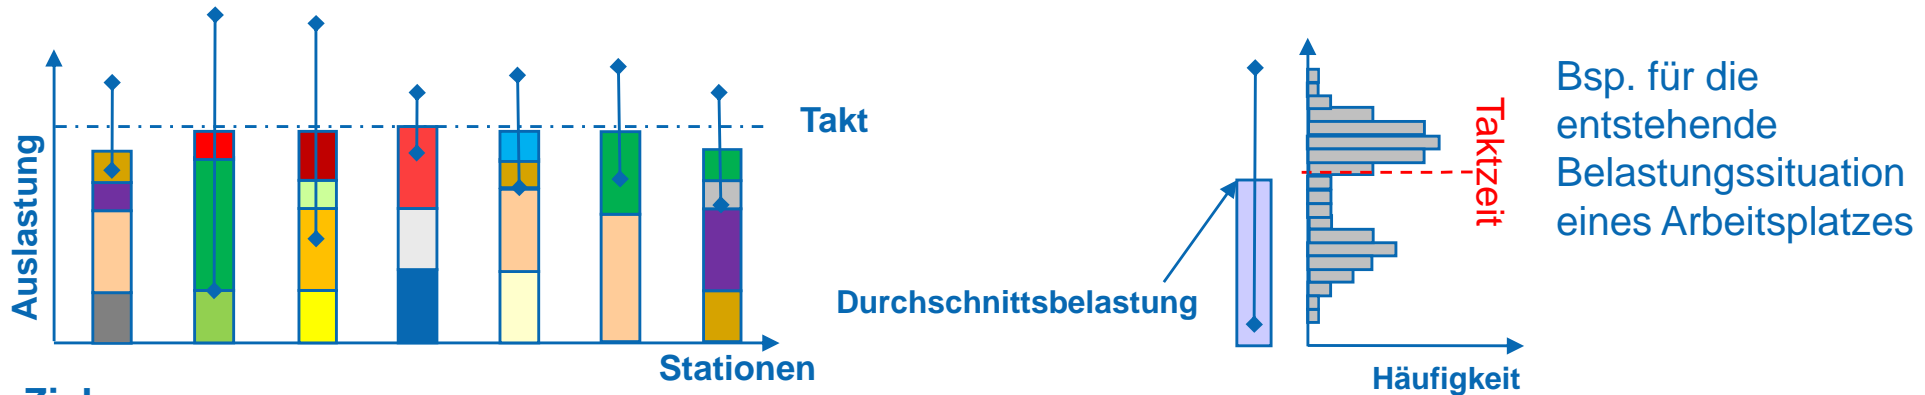 Auslastung
Takt
Stationen
Durchschnittsbelastung
Taktzeit
Häufigkeit
Bsp. für die
entstehende
Belastungssituation
eines Arbeitsplatzes